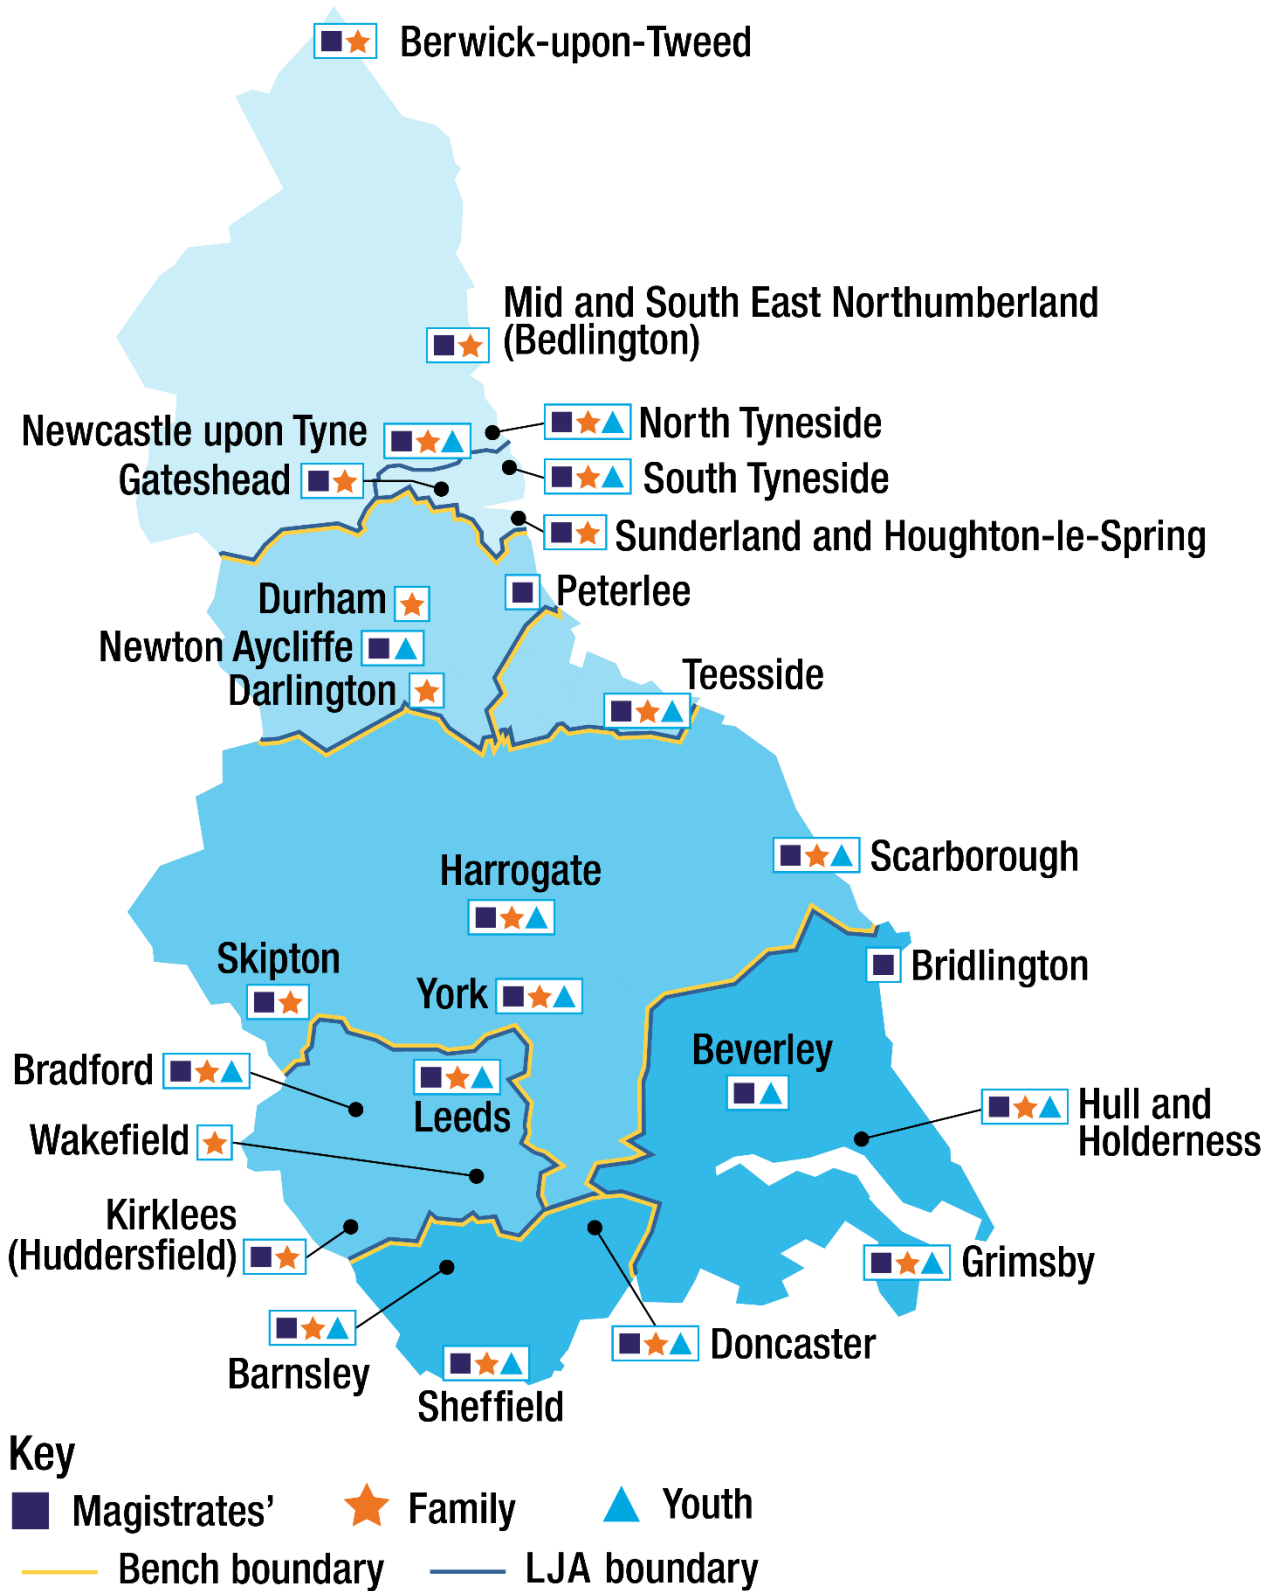 Berwick-upon-Tweed
Mid and South East Northumberland
(Bedlington)
Newcastle upon Tyne
North Tyneside
Gateshead
South Tyneside
Sunderland and Houghton-le-Spring
Durham
Peterlee
Newton Aycliffe
Darlington
Teesside
Scarborough
Harrogate
Skipton
York
Bridlington
Beverley
Bradford
Leeds
Hull and
Holderness
Wakefield
Kirklees
(Huddersfield)
Grimsby
Barnsley
Doncaster
Sheffield
Key
Magistrates’
Family
Youth
Bench boundary
LJA boundary